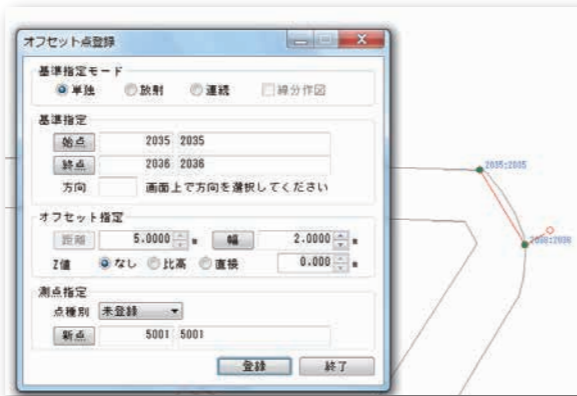 オフセット点登録
基準指定モード
単独 放射 連続 線分作図
基準指定
始点 2035 2035
終点 2036 2036
方向 画面上で方向を選択してください
オフセット指定
距離 5.0000 m 幅 2.0000 m
Z値 なし 比高 直接 0.000 m
測点指定
点種別 未登録
新点 5001 5001
登録 終了
2035:2035
2036:2036